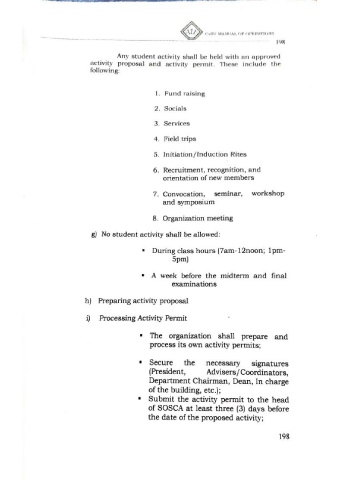 CvSU MANUAL OF OPERATIONS
198
Any student activity shall be held with an approved
activity proposal and activity permit. These include the
following:
1. Fund raising
2. Socials
3. Services
4. Field trips
5. Initiation/Induction Rites
6. Recruitment, recognition, and
orientation of new members
7. Convocation, seminar, workshop
and symposium
8. Organization meeting
g) No student activity shall be allowed:
▪ During class hours (7am-12noon; 1pm-
5pm)
▪ A week before the midterm and final
examinations
h) Preparing activity proposal
i) Processing Activity Permit
▪ The organization shall prepare and
process its own activity permits;
▪ Secure the necessary signatures
(President, Advisers/Coordinators,
Department Chairman, Dean, In charge
of the building, etc.);
▪ Submit the activity permit to the head
of SOSCA at least three (3) days before
the date of the proposed activity;
198